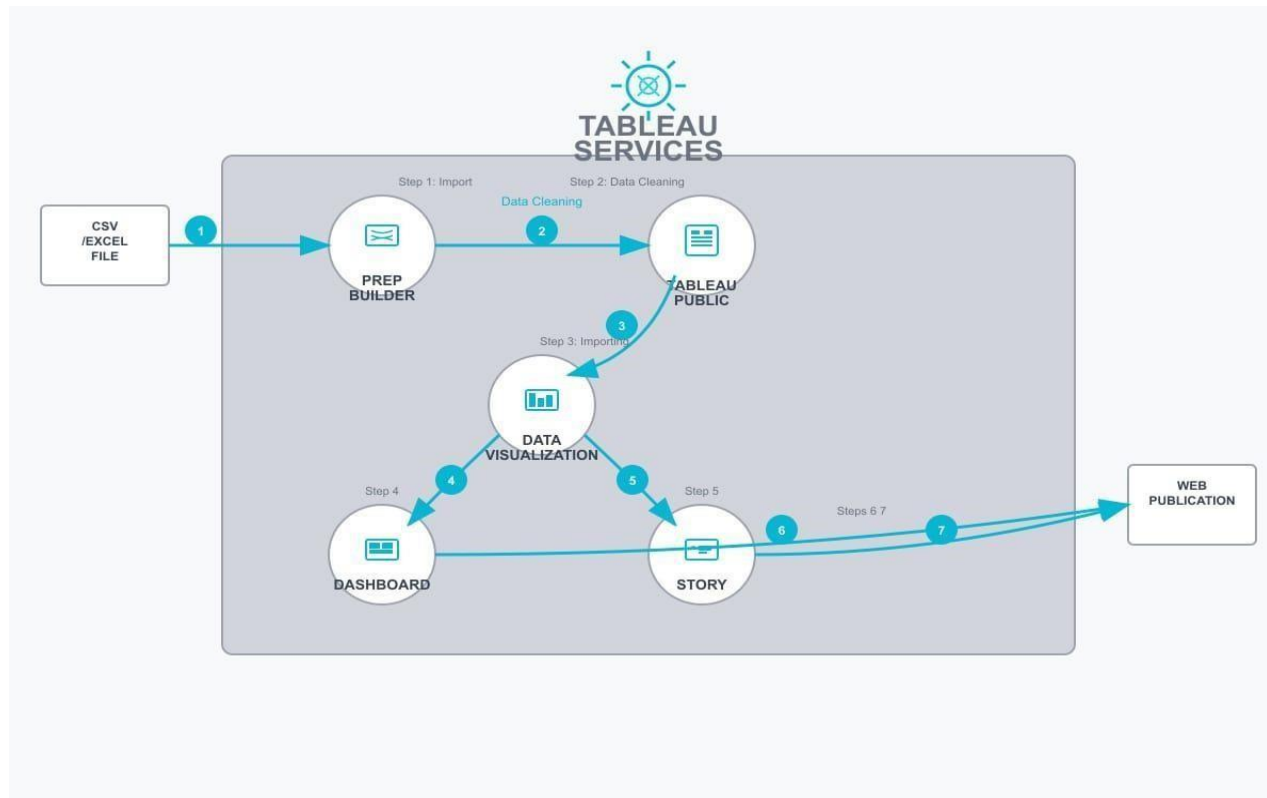 TABLEAU
SERVICES
Step 1: Import
Step 2: Data Cleaning
Data Cleaning
CSV
/EXCEL
FILE
1
2
PREP
BUILDER
TABLEAU
PUBLIC
3
Step 3: Importing
DATA
VISUALIZATION
4
5
Step 4
Step 5
Steps 6 7
WEB
PUBLICATION
6
7
DASHBOARD
STORY